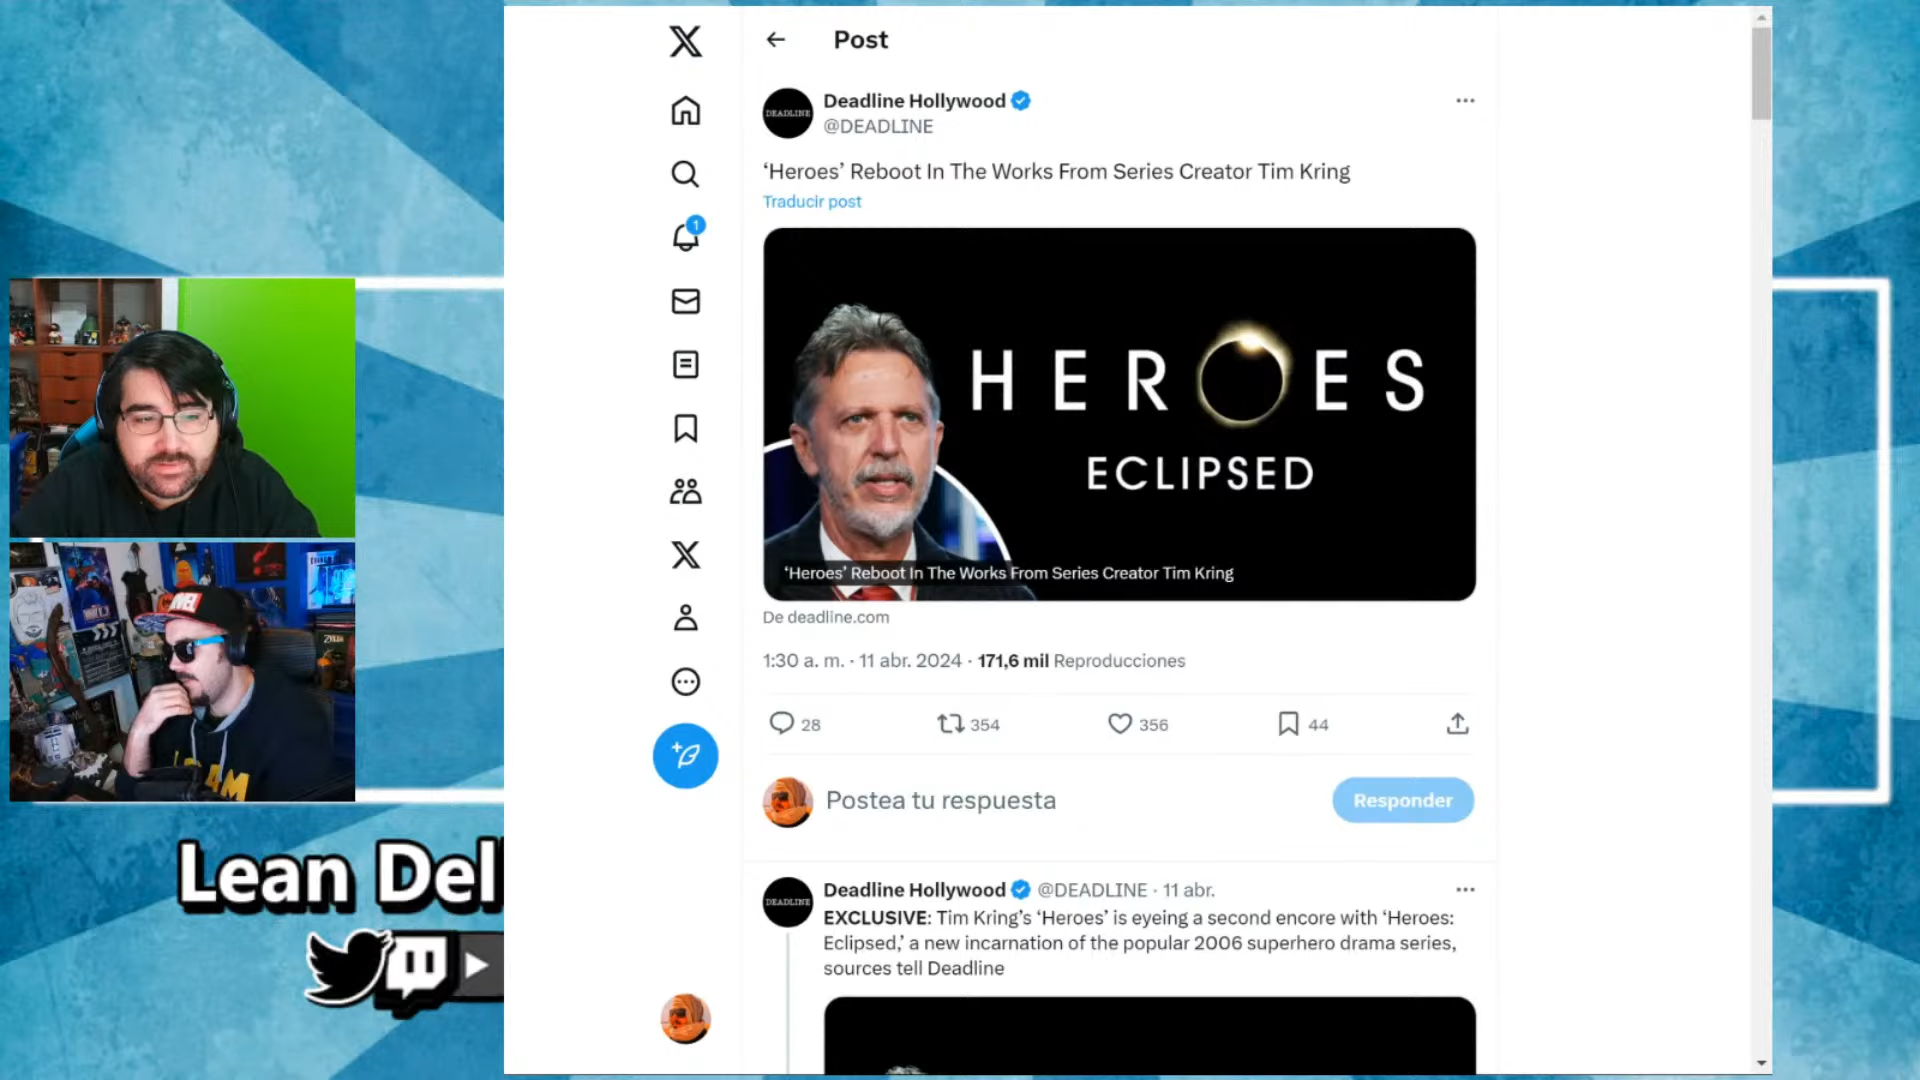 Post
DEADLINE
Deadline Hollywood
@DEADLINE
‘Heroes’ Reboot In The Works From Series Creator Tim Kring
Traducir post
1
HEROES
ECLIPSED
‘Heroes’ Reboot In The Works From Series Creator Tim Kring
De deadline.com
1:30 a. m. · 11 abr. 2024 · 171,6 mil Reproducciones
28 354 356 44
Postea tu respuesta
Responder
DEADLINE
Deadline Hollywood @DEADLINE · 11 abr.
EXCLUSIVE: Tim Kring’s ‘Heroes’ is eyeing a second encore with ‘Heroes:
Eclipsed,’ a new incarnation of the popular 2006 superhero drama series,
sources tell Deadline
Lean Del